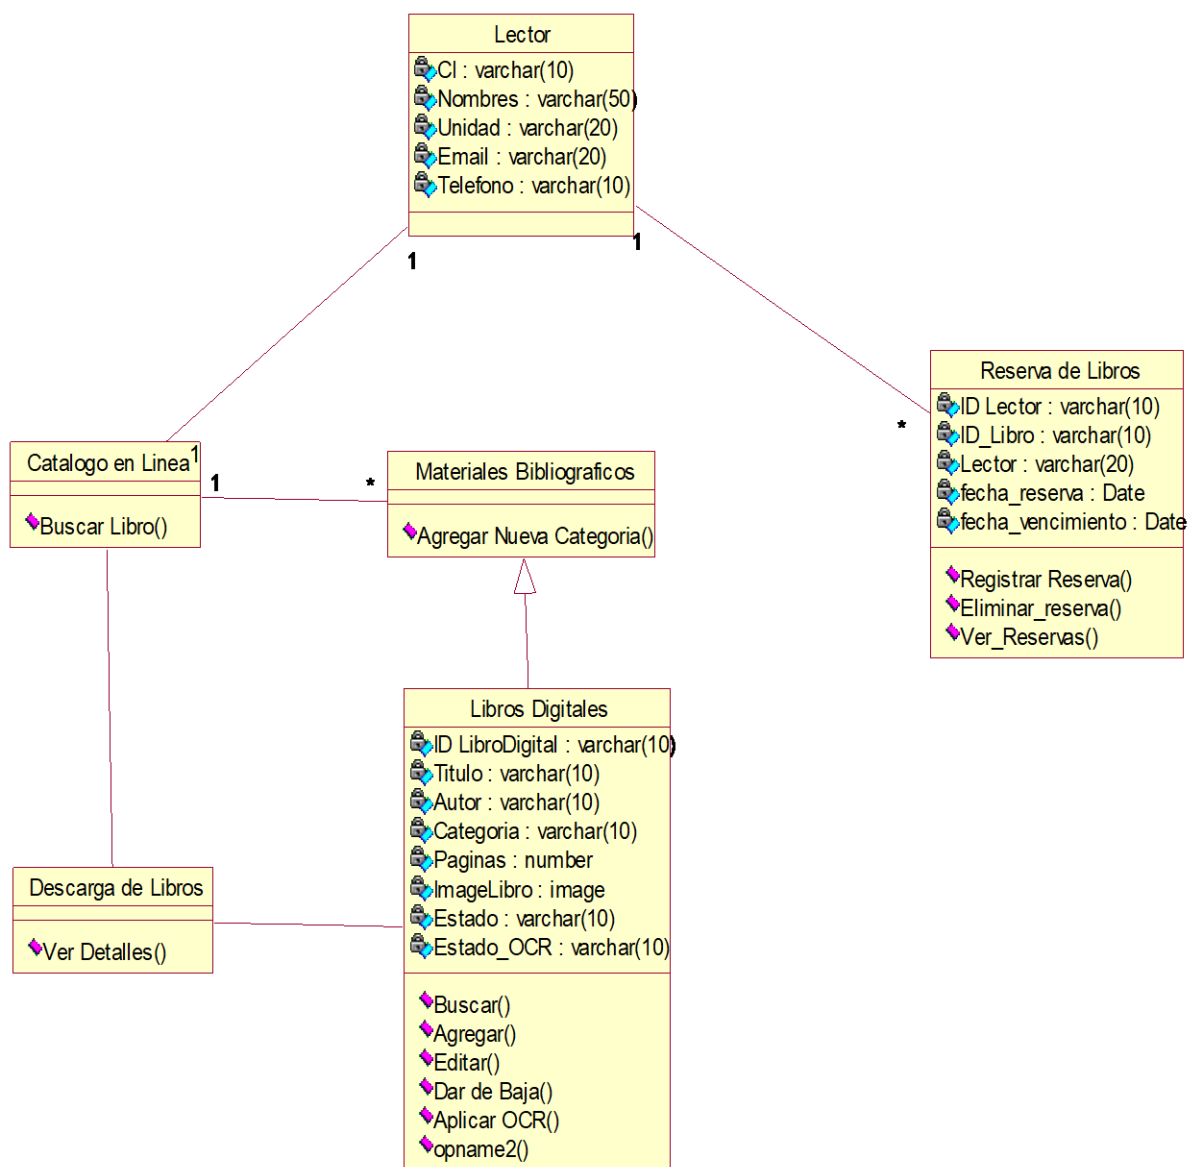 Lector
CI : varchar(10)
Nombres : varchar(50)
Unidad : varchar(20)
Email : varchar(20)
Telefono : varchar(10)
1
1
Reserva de Libros
ID Lector : varchar(10)
ID_Libro : varchar(10)
Lector : varchar(20)
fecha_reserva : Date
fecha_vencimiento : Date
Registrar Reserva()
Eliminar_reserva()
Ver_Reservas()
*
Catalogo en Linea
1
Buscar Libro()
1
*
Materiales Bibliograficos
Agregar Nueva Categoria()
Libros Digitales
ID LibroDigital : varchar(10)
Titulo : varchar(10)
Autor : varchar(10)
Categoria : varchar(10)
Paginas : number
ImageLibro : image
Estado : varchar(10)
Estado_OCR : varchar(10)
Buscar()
Agregar()
Editar()
Dar de Baja()
Aplicar OCR()
opname2()
Descarga de Libros
Ver Detalles()